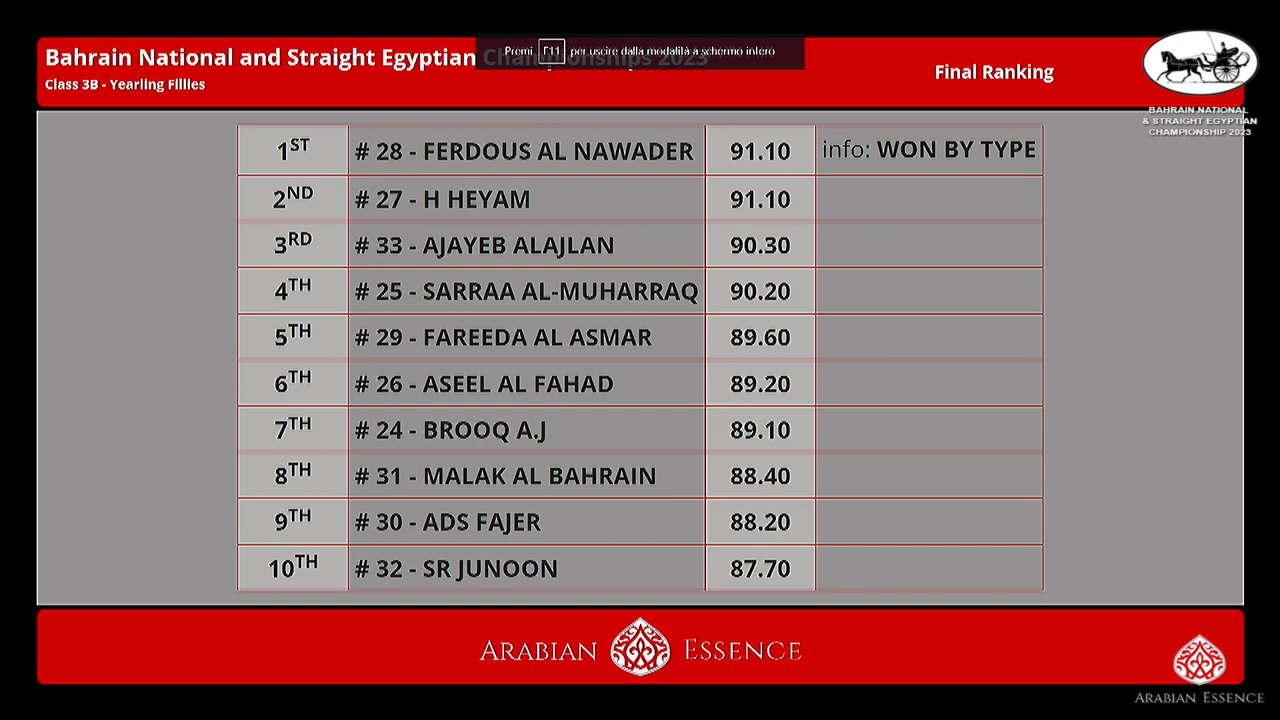 Bahrain National and Straight Egyptian Championships 2023
Class 3B - Yearling Fillies
Premi F11 per uscire dalla modalità a schermo intero
Final Ranking
BAHRAIN NATIONAL
& STRAIGHT EGYPTIAN
CHAMPIONSHIP 2023
1ST # 28 - FERDOUS AL NAWADER 91.10 info: WON BY TYPE
2ND # 27 - H HEYAM 91.10
3RD # 33 - AJAYEB ALAJLAN 90.30
4TH # 25 - SARRAA AL-MUHARRAQ 90.20
5TH # 29 - FAREEDA AL ASMAR 89.60
6TH # 26 - ASEEL AL FAHAD 89.20
7TH # 24 - BROOQ A.J 89.10
8TH # 31 - MALAK AL BAHRAIN 88.40
9TH # 30 - ADS FAJER 88.20
10TH # 32 - SR JUNOON 87.70
ARABIAN ESSENCE
ARABIAN ESSENCE